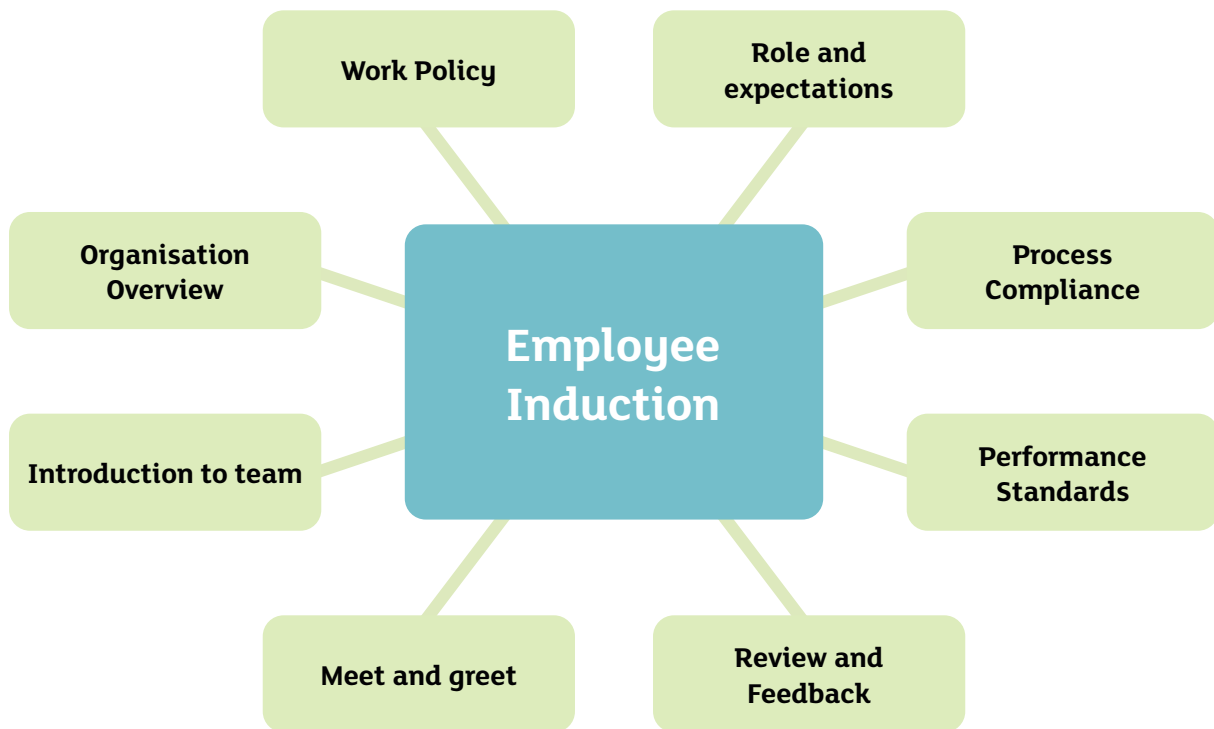 Work Policy
Role and
expectations
Organisation
Overview
Process
Compliance
Employee
Induction
Introduction to team
Performance
Standards
Meet and greet
Review and
Feedback